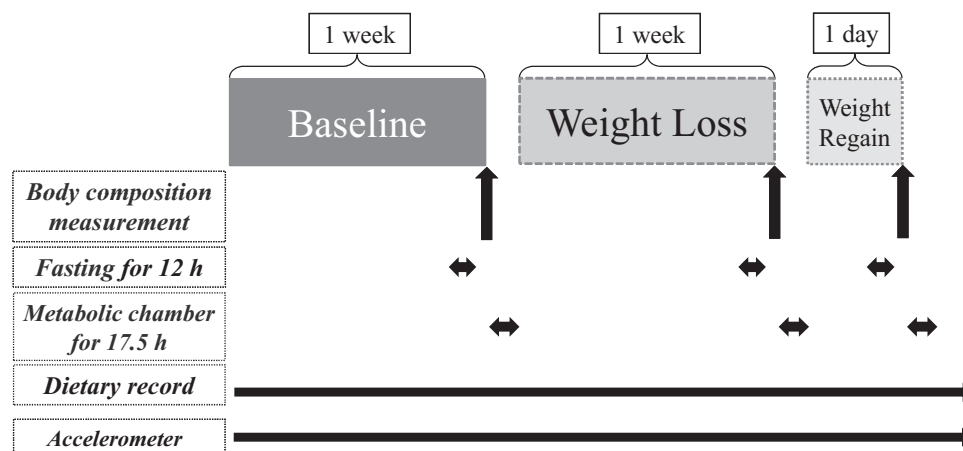 1 week
1 week
1 day
Baseline
Weight Loss
Weight
Regain
Body composition
measurement
Fasting for 12 h
Metabolic chamber
for 17.5 h
Dietary record
Accelerometer